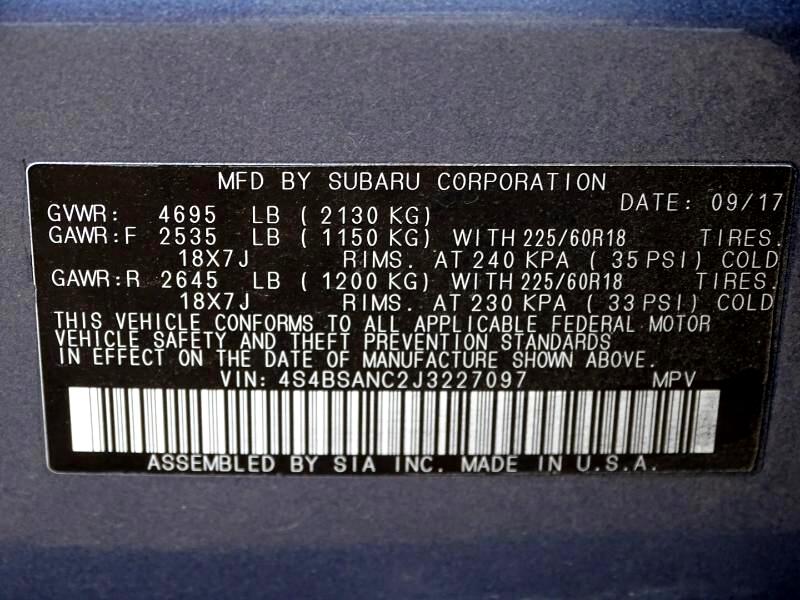 MFD BY SUBARU CORPORATION
DATE: 09/17
GVWR: 4695 LB ( 2130 KG)
GAWR:F 2535 LB ( 1150 KG) WITH 225/60R18 TIRES.
18X7J RIMS. AT 240 KPA ( 35 PSI) COLD
GAWR:R 2645 LB ( 1200 KG) WITH 225/60R18 TIRES.
18X7J RIMS. AT 230 KPA ( 33 PSI) COLD
THIS VEHICLE CONFORMS TO ALL APPLICABLE FEDERAL MOTOR
VEHICLE SAFETY AND THEFT PREVENTION STANDARDS
IN EFFECT ON THE DATE OF MANUFACTURE SHOWN ABOVE.
VIN: 4S4BSANC2J3227097 MPV
ASSEMBLED BY SIA INC. MADE IN U.S.A.